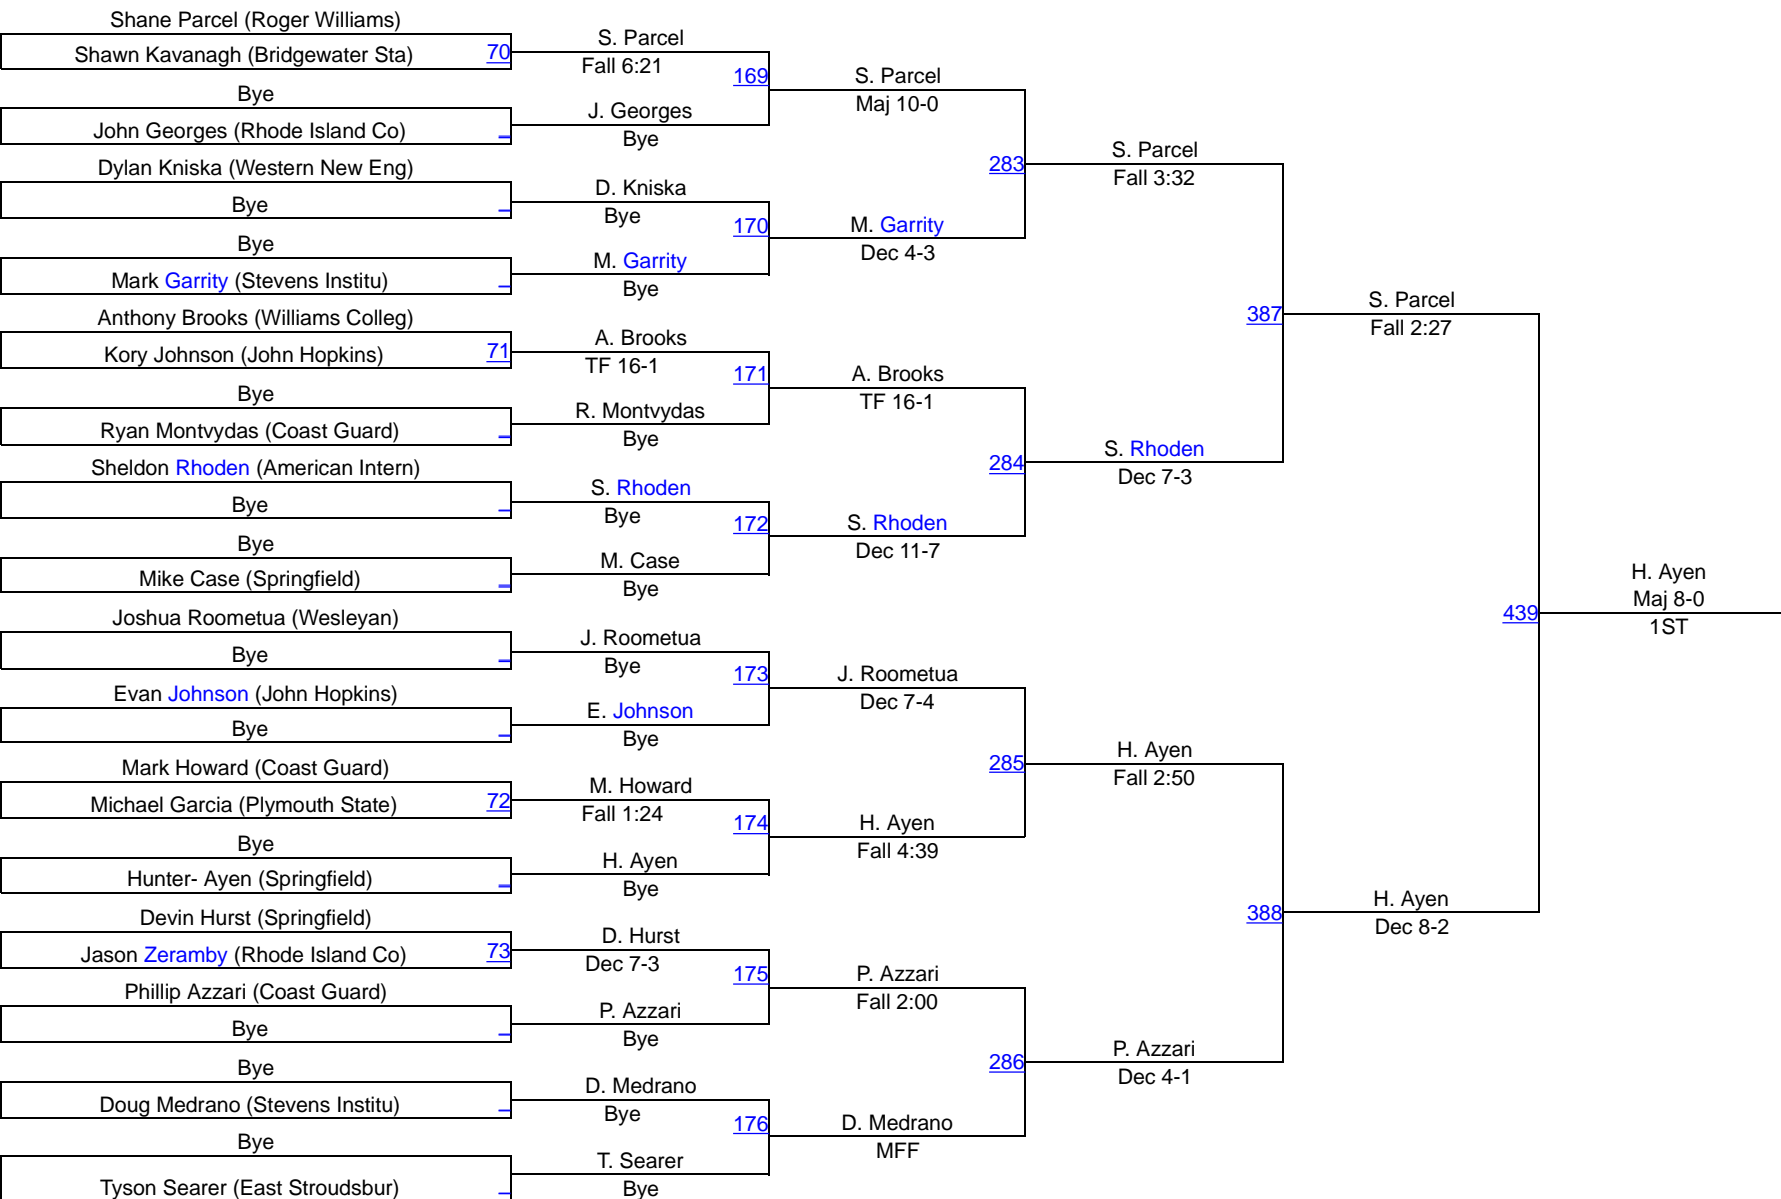 Shane Parcel (Roger Williams)
Shawn Kavanagh (Bridgewater Sta) 70
Bye
John Georges (Rhode Island Co)
Dylan Kniska (Western New Eng)
Bye
Bye
Mark Garrity (Stevens Institu)
Anthony Brooks (Williams Colleg)
Kory Johnson (John Hopkins) 71
Bye
Ryan Montvydas (Coast Guard)
Sheldon Rhoden (American Intern)
Bye
Bye
Mike Case (Springfield)
Joshua Roometua (Wesleyan)
Bye
Evan Johnson (John Hopkins)
Bye
Mark Howard (Coast Guard)
Michael Garcia (Plymouth State) 72
Bye
Hunter- Ayen (Springfield)
Devin Hurst (Springfield)
Jason Zeramby (Rhode Island Co) 73
Phillip Azzari (Coast Guard)
Bye
Bye
Doug Medrano (Stevens Institu)
Bye
Tyson Searer (East Stroudsbur)
S. Parcel
Fall 6:21
169
J. Georges
Bye
D. Kniska
Bye
170
M. Garrity
Bye
A. Brooks
TF 16-1
171
R. Montvydas
Bye
S. Rhoden
Bye
172
M. Case
Bye
J. Roometua
Bye
173
E. Johnson
Bye
M. Howard
Fall 1:24
174
H. Ayen
Bye
D. Hurst
Dec 7-3
175
P. Azzari
Bye
D. Medrano
Bye
176
T. Searer
Bye
S. Parcel
Maj 10-0
283
M. Garrity
Dec 4-3
A. Brooks
TF 16-1
284
S. Rhoden
Dec 11-7
J. Roometua
Dec 7-4
285
H. Ayen
Fall 4:39
P. Azzari
Fall 2:00
286
D. Medrano
MFF
S. Parcel
Fall 3:32
387
S. Rhoden
Dec 7-3
H. Ayen
Fall 2:50
388
P. Azzari
Dec 4-1
S. Parcel
Fall 2:27
439
H. Ayen
Dec 8-2
H. Ayen
Maj 8-0
1ST